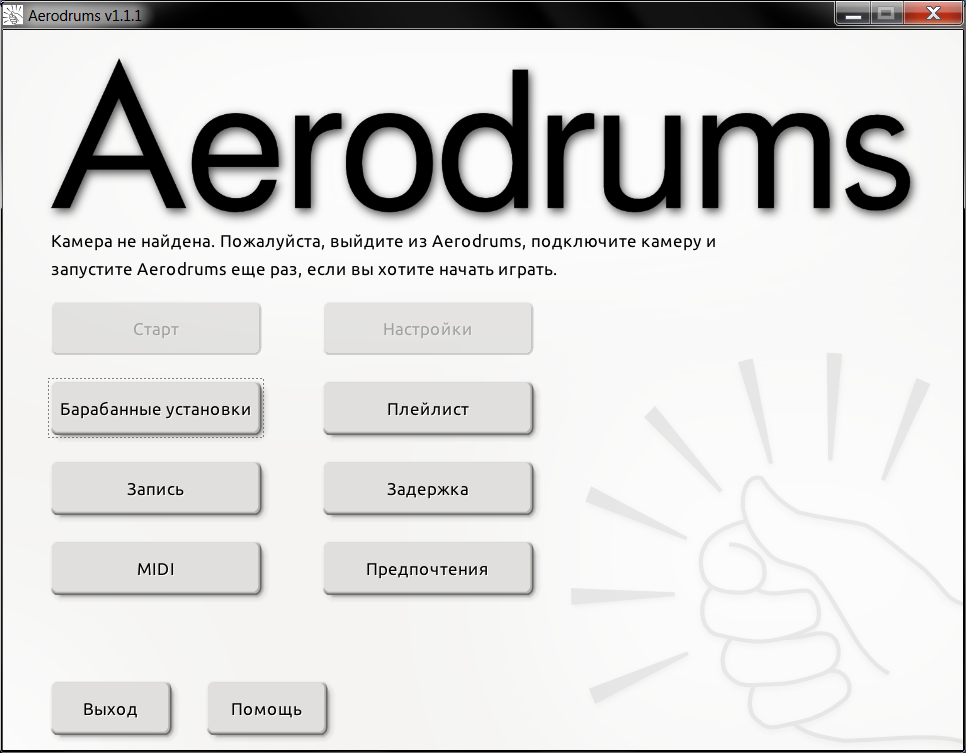 Aerodrums v1.1.1
Aerodrums
Камера не найдена. Пожалуйста, выйдите из Aerodrums, подключите камеру и
запустите Aerodrums еще раз, если вы хотите начать играть.
Старт
Настройки
Барабанные установки
Плейлист
Запись
Задержка
MIDI
Предпочтения
Выход
Помощь